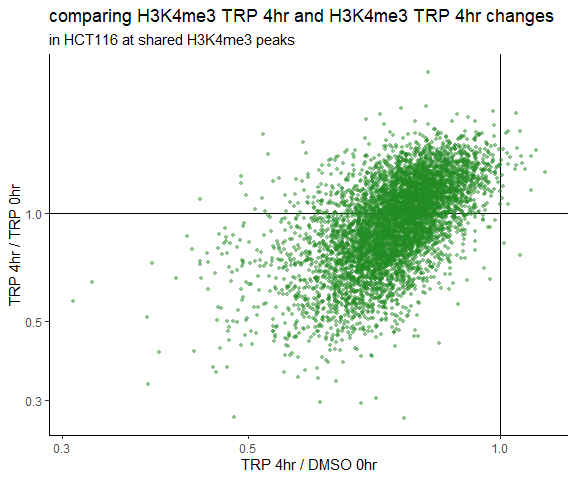 comparing H3K4me3 TRP 4hr and H3K4me3 TRP 4hr changes
in HCT116 at shared H3K4me3 peaks
TRP 4hr / TRP 0hr
1.0
0.5
0.3
0.3 0.5 1.0
TRP 4hr / DMSO 0hr